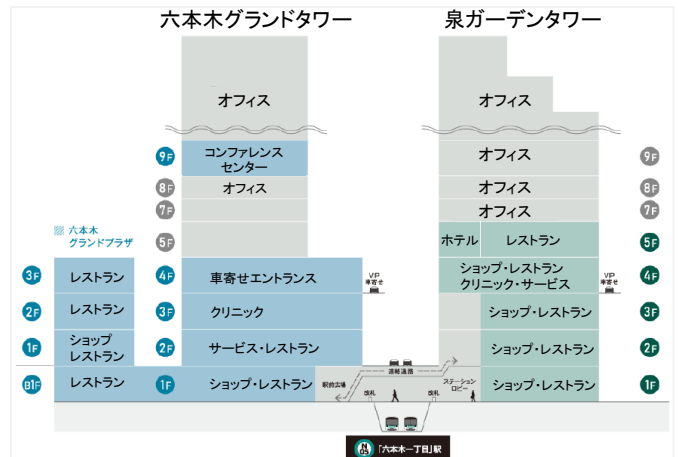 六本木グランドタワー
泉ガーデンタワー
オフィス
オフィス
9F
コンファレンス
センター
オフィス
9F
8F
オフィス
オフィス
8F
7F
オフィス
7F
六本木
グランドプラザ
5F
ホテル
レストラン
5F
3F
レストラン
4F
車寄せエントランス
VIP
車寄せ
ショップ・レストラン
クリニック・サービス
VIP
車寄せ
4F
2F
レストラン
3F
クリニック
ショップ・レストラン
3F
1F
ショップ
レストラン
2F
サービス・レストラン
ショップ・レストラン
2F
連絡通路
B1F
レストラン
1F
ショップ・レストラン
駅前広場
改札
改札
ステーション
ロビー
ショップ・レストラン
1F
N
05
「六本木一丁目」駅